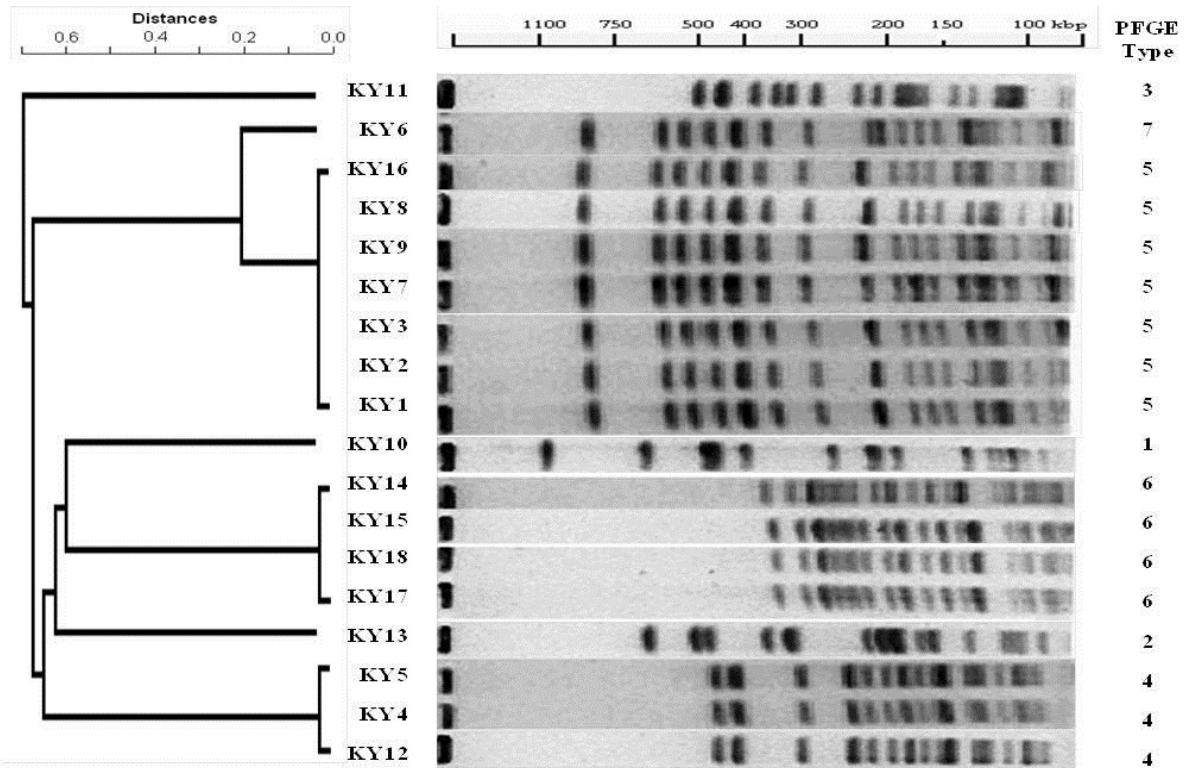 Distances
0.6 0.4 0.2 0.0
1100 750 500 400 300 200 150 100 kbp
PFGE
Type
KY11 3
KY6 7
KY16 5
KY8 5
KY9 5
KY7 5
KY3 5
KY2 5
KY1 5
KY10 1
KY14 6
KY15 6
KY18 6
KY17 6
KY13 2
KY5 4
KY4 4
KY12 4